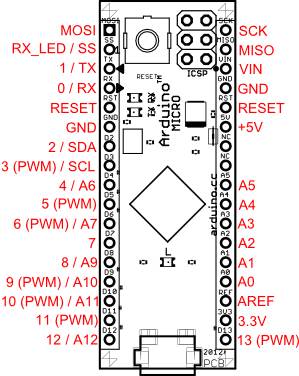 MOSI
RX_LED / SS
1 / TX
0 / RX
RESET
GND
2 / SDA
3 (PWM) / SCL
4 / A6
5 (PWM)
6 (PWM) / A7
7
8 / A9
9 (PWM) / A10
10 (PWM) / A11
11 (PWM)
12 / A12
MOSI
SS
1
TX
RX
RST
GND
D2
D3
D4
D5
D6
D7
D8
D9
D10
D11
D12
RESET
ICSP
TX
RX
Arduino™
MICRO
arduino.cc
L
2012
PCB
SCK
MISO
VIN
GND
RST
5V
NC
NC
A5
A4
A3
A2
A1
A0
REF
3V3
D13
SCK
MISO
VIN
GND
RESET
+5V
A5
A4
A3
A2
A1
A0
AREF
3.3V
13 (PWM)